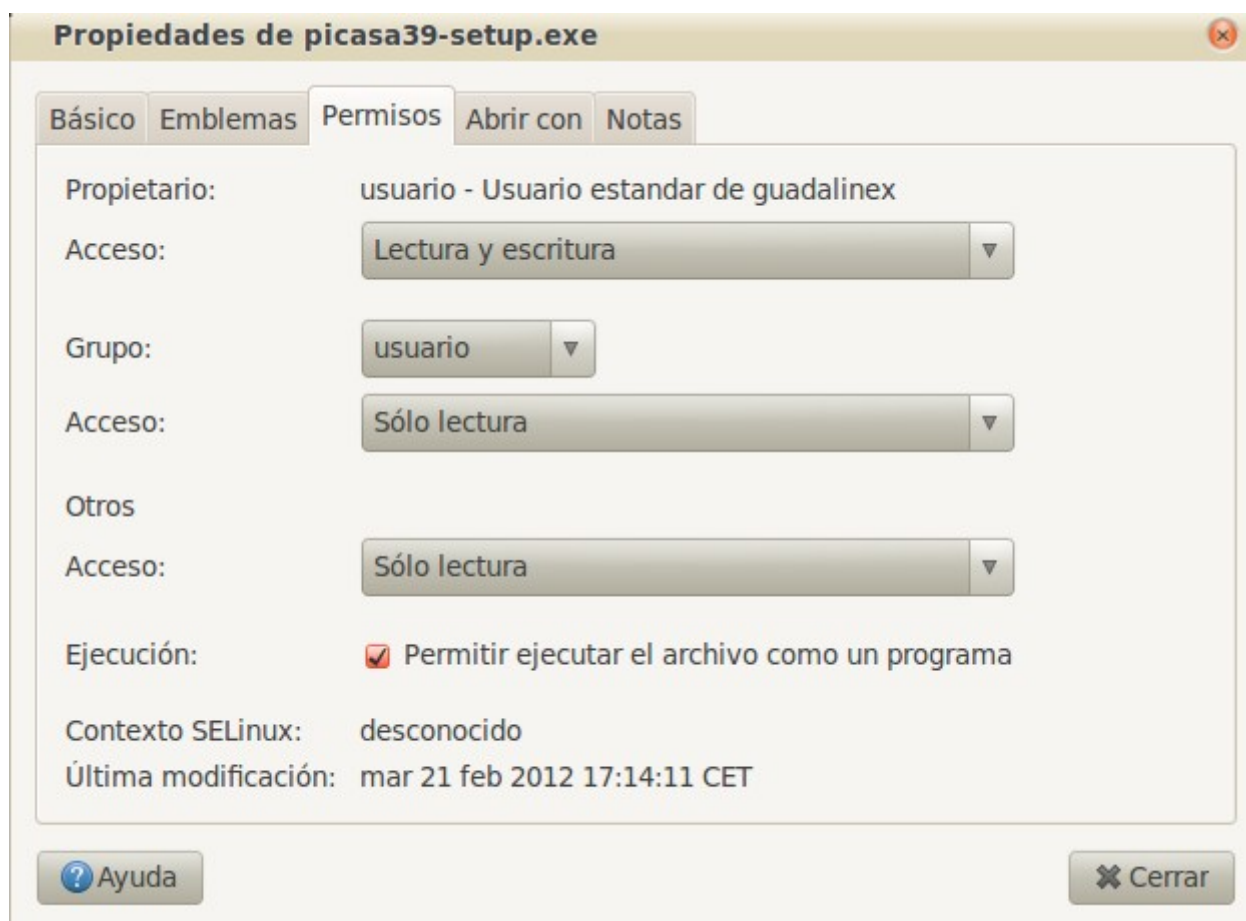 Propiedades de picasa39-setup.exe
Básico Emblemas Permisos Abrir con Notas
Propietario: usuario - Usuario estandar de guadalinex
Acceso: Lectura y escritura
Grupo: usuario
Acceso: Sólo lectura
Otros
Acceso: Sólo lectura
Ejecución: Permitir ejecutar el archivo como un programa
Contexto SELinux: desconocido
Última modificación: mar 21 feb 2012 17:14:11 CET
Ayuda Cerrar